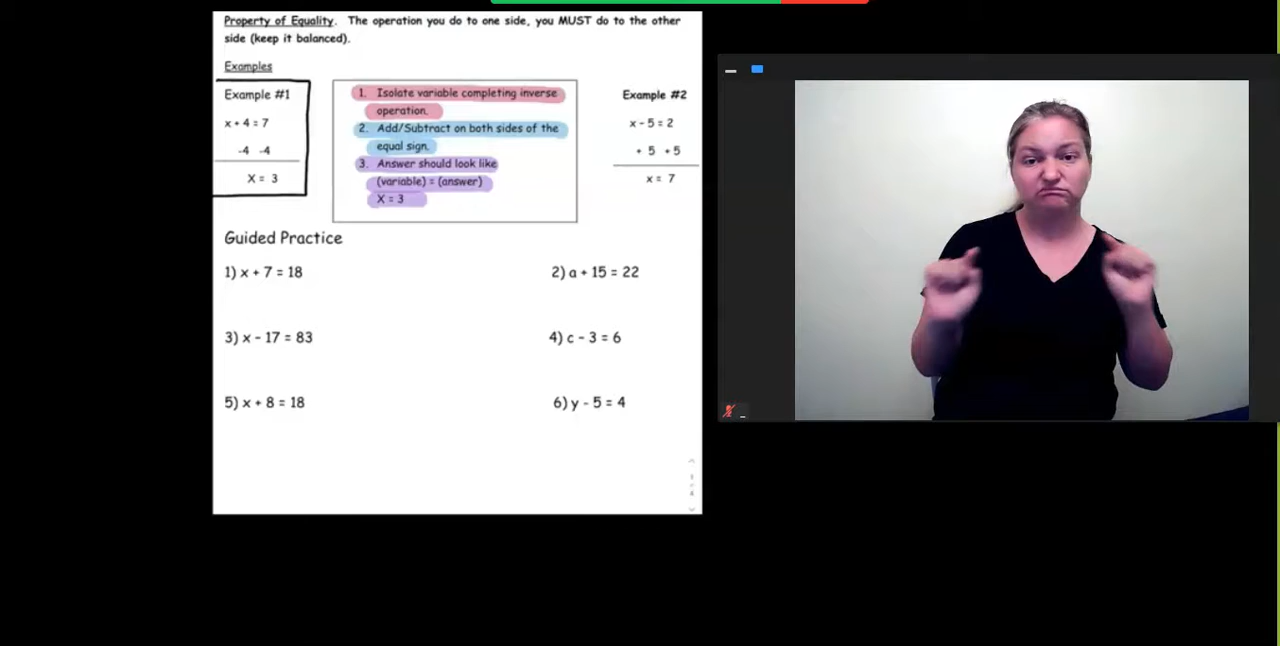 Property of Equality. The operation you do to one side, you MUST do to the other
side (keep it balanced).
Examples
Example #1
x + 4 = 7
-4 -4
X = 3
1. Isolate variable completing inverse
operation.
2. Add/Subtract on both sides of the
equal sign.
3. Answer should look like
(variable) = (answer)
X = 3
Example #2
x - 5 = 2
+ 5 + 5
x = 7
Guided Practice
1) x + 7 = 18
2) a + 15 = 22
3) x - 17 = 83
4) c - 3 = 6
5) x + 8 = 18
6) y - 5 = 4